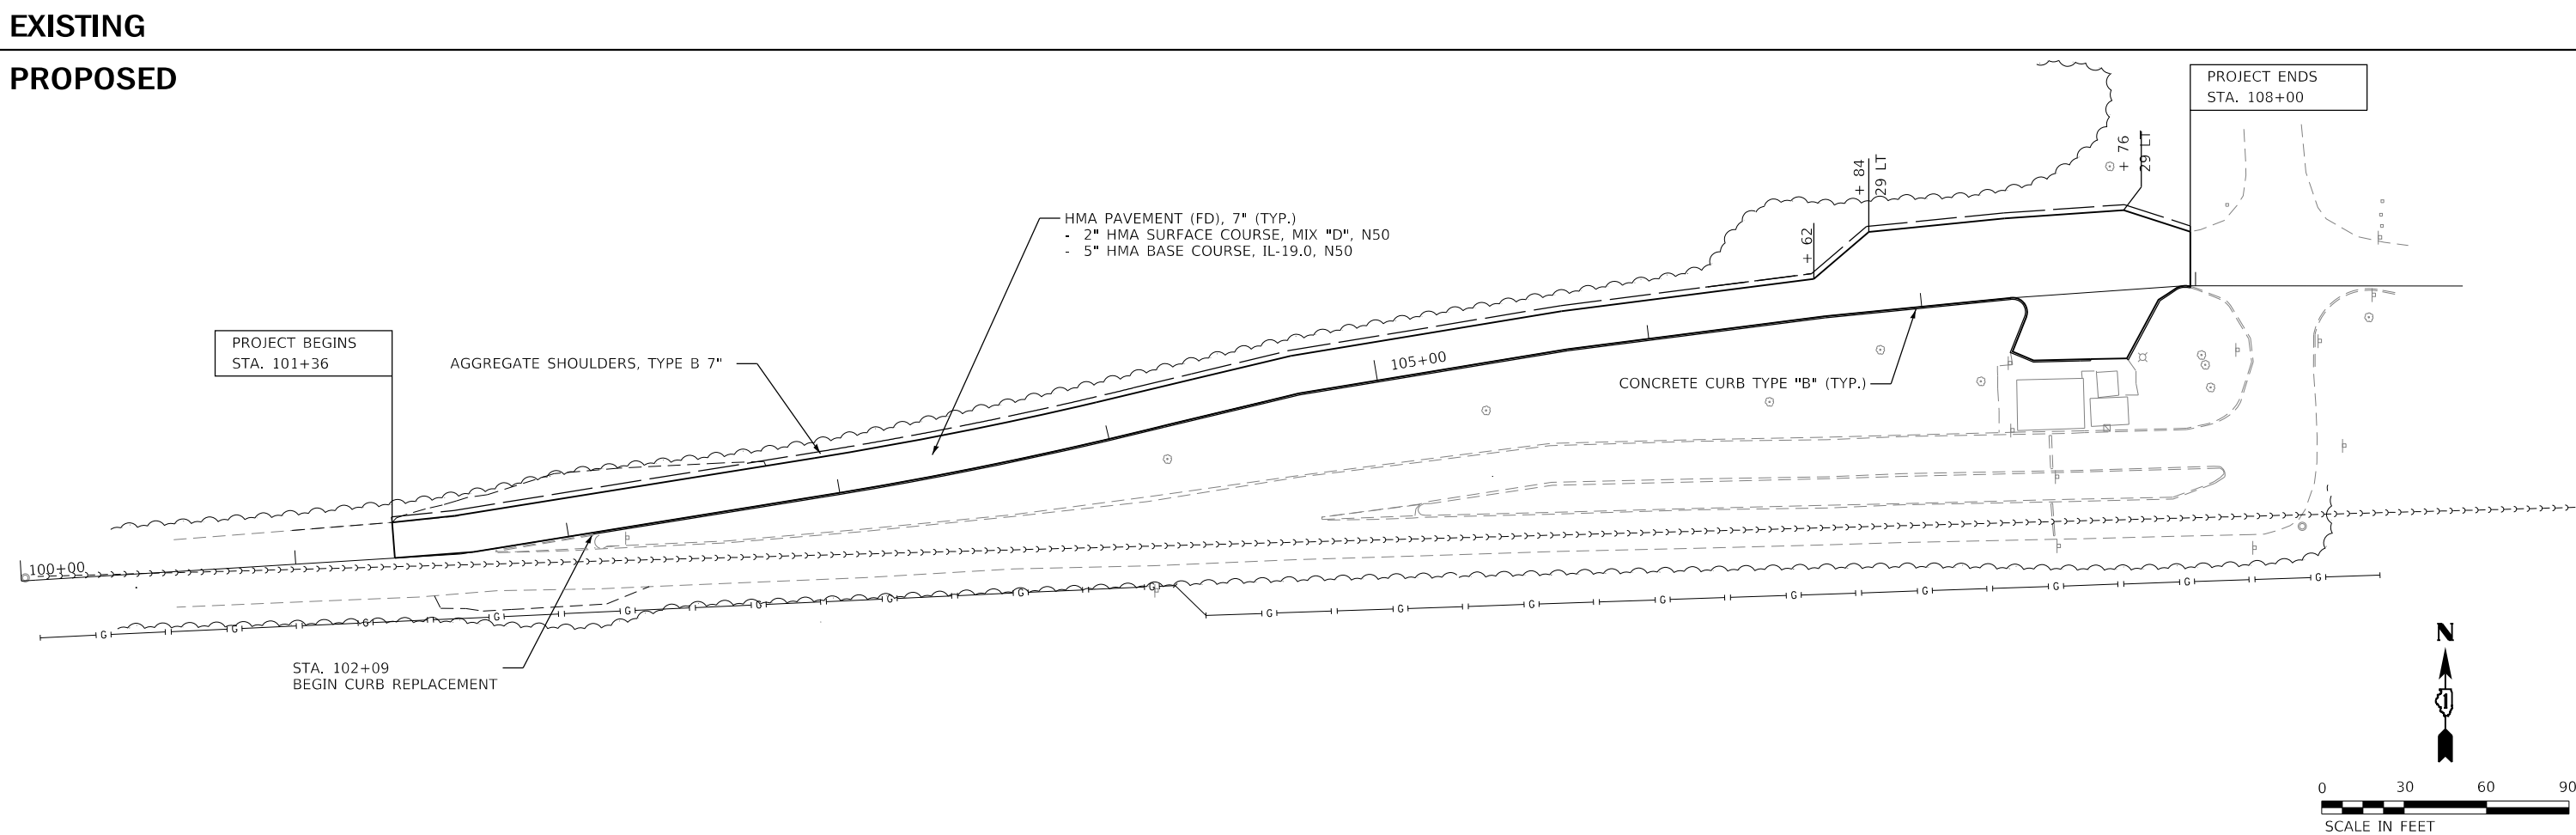 EXISTING
PROPOSED
PROJECT ENDS
STA. 108+00
+ 76
29 LT
+ 84
29 LT
+ 62
HMA PAVEMENT (FD), 7" (TYP.)
- 2" HMA SURFACE COURSE, MIX "D", N50
- 5" HMA BASE COURSE, IL-19.0, N50
PROJECT BEGINS
STA. 101+36
AGGREGATE SHOULDERS, TYPE B 7"
105+00
CONCRETE CURB TYPE "B" (TYP.)
100+00
G G G G G G G G G
G G G G G G G G G
STA. 102+09
BEGIN CURB REPLACEMENT
N
1
0 30 60 90
SCALE IN FEET